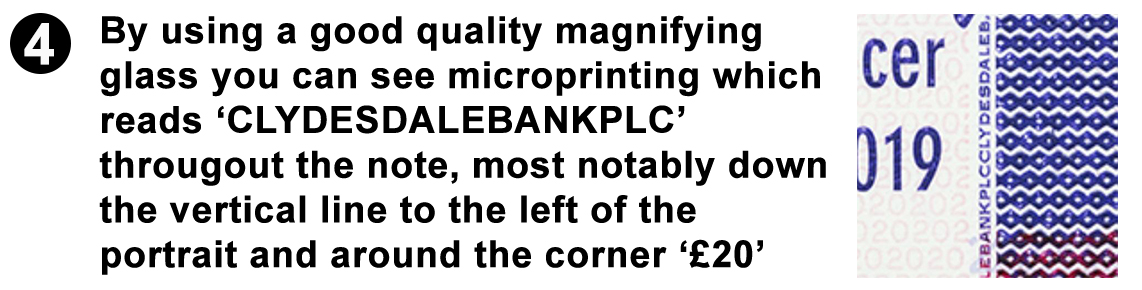 4
By using a good quality magnifying
glass you can see microprinting which
reads ‘CLYDESDALEBANKPLC’
througout the note, most notably down
the vertical line to the left of the
portrait and around the corner ‘£20’
cer
019
LEBANKPLCCLYDESDALEB